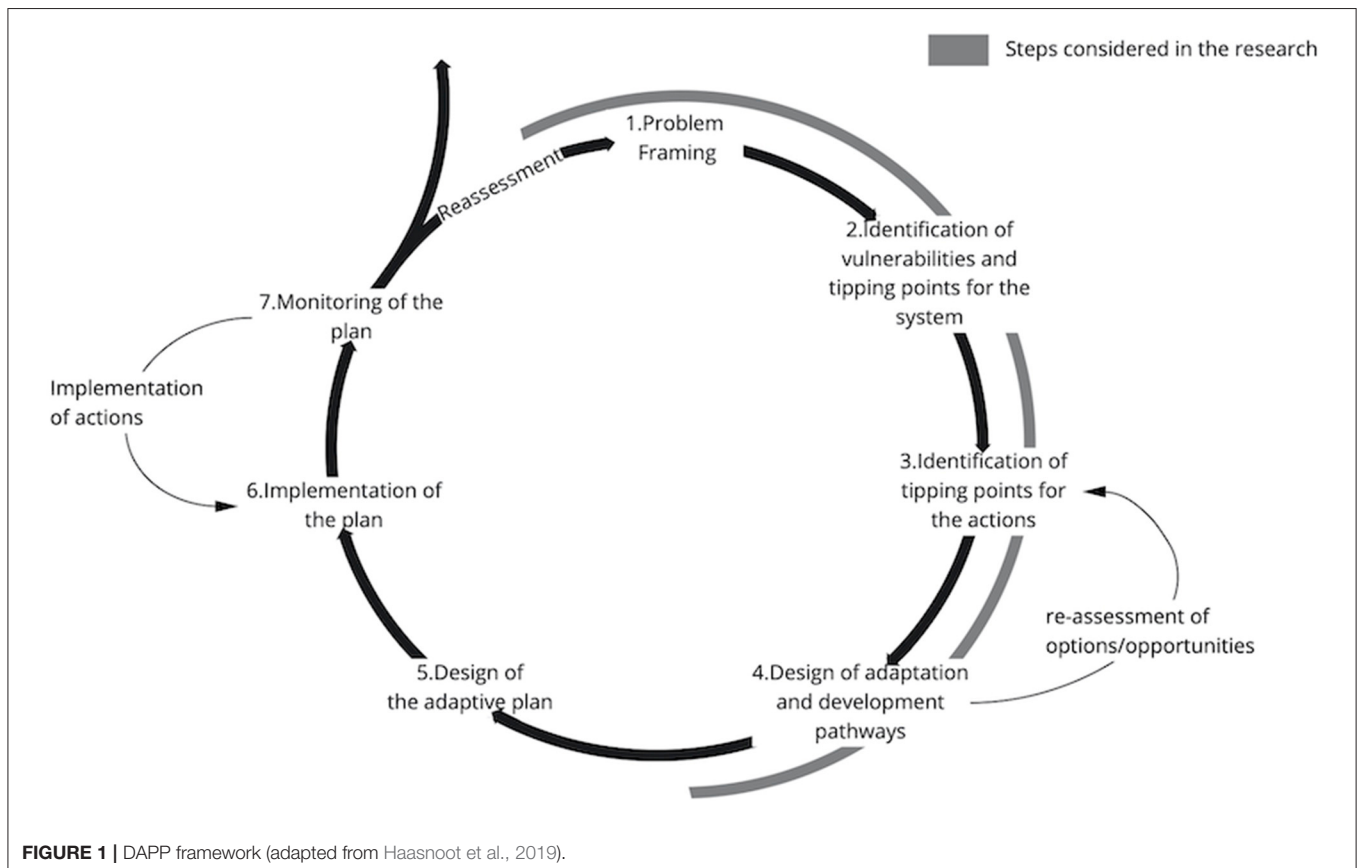 Steps considered in the research
1.Problem
Framing
Reassessment
2.Identification of
vulnerabilities and
tipping points for the
system
7.Monitoring of the
plan
Implementation
of actions
3.Identification of
tipping points for
the actions
6.Implementation of
the plan
re-assessment of
options/opportunities
4.Design of adaptation
and development
pathways
5.Design of
the adaptive plan
FIGURE 1 | DAPP framework (adapted from Haasnoot et al., 2019).